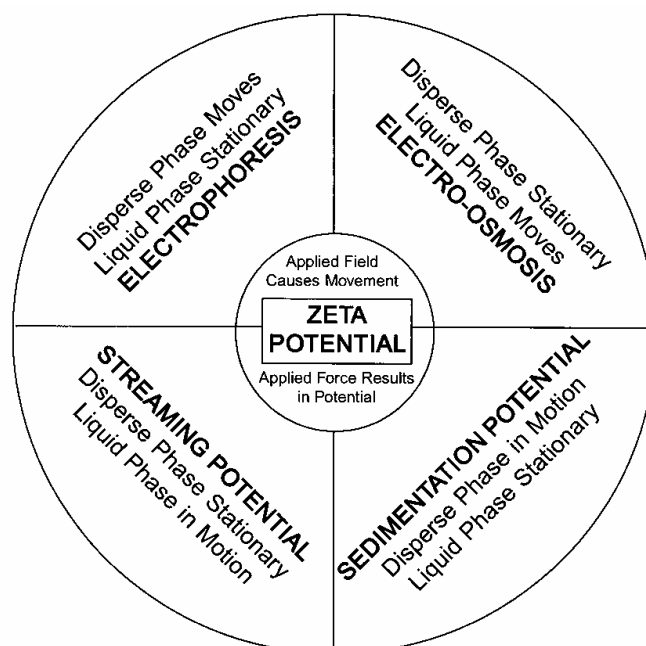 Disperse Phase Moves
Liquid Phase Stationary
ELECTROPHORESIS
Disperse Phase Stationary
Liquid Phase Moves
ELECTRO-OSMOSIS
Applied Field
Causes Movement
ZETA
POTENTIAL
Applied Force Results
in Potential
STREAMING POTENTIAL
Disperse Phase Stationary
Liquid Phase in Motion
SEDIMENTATION POTENTIAL
Disperse Phase in Motion
Liquid Phase Stationary